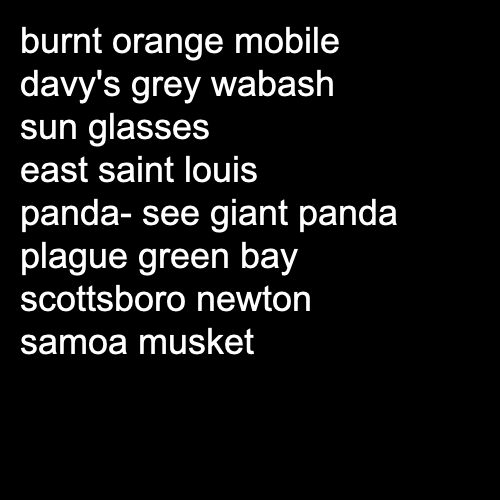 burnt orange mobile
davy's grey wabash
sun glasses
east saint louis
panda- see giant panda
plague green bay
scottsboro newton
samoa musket